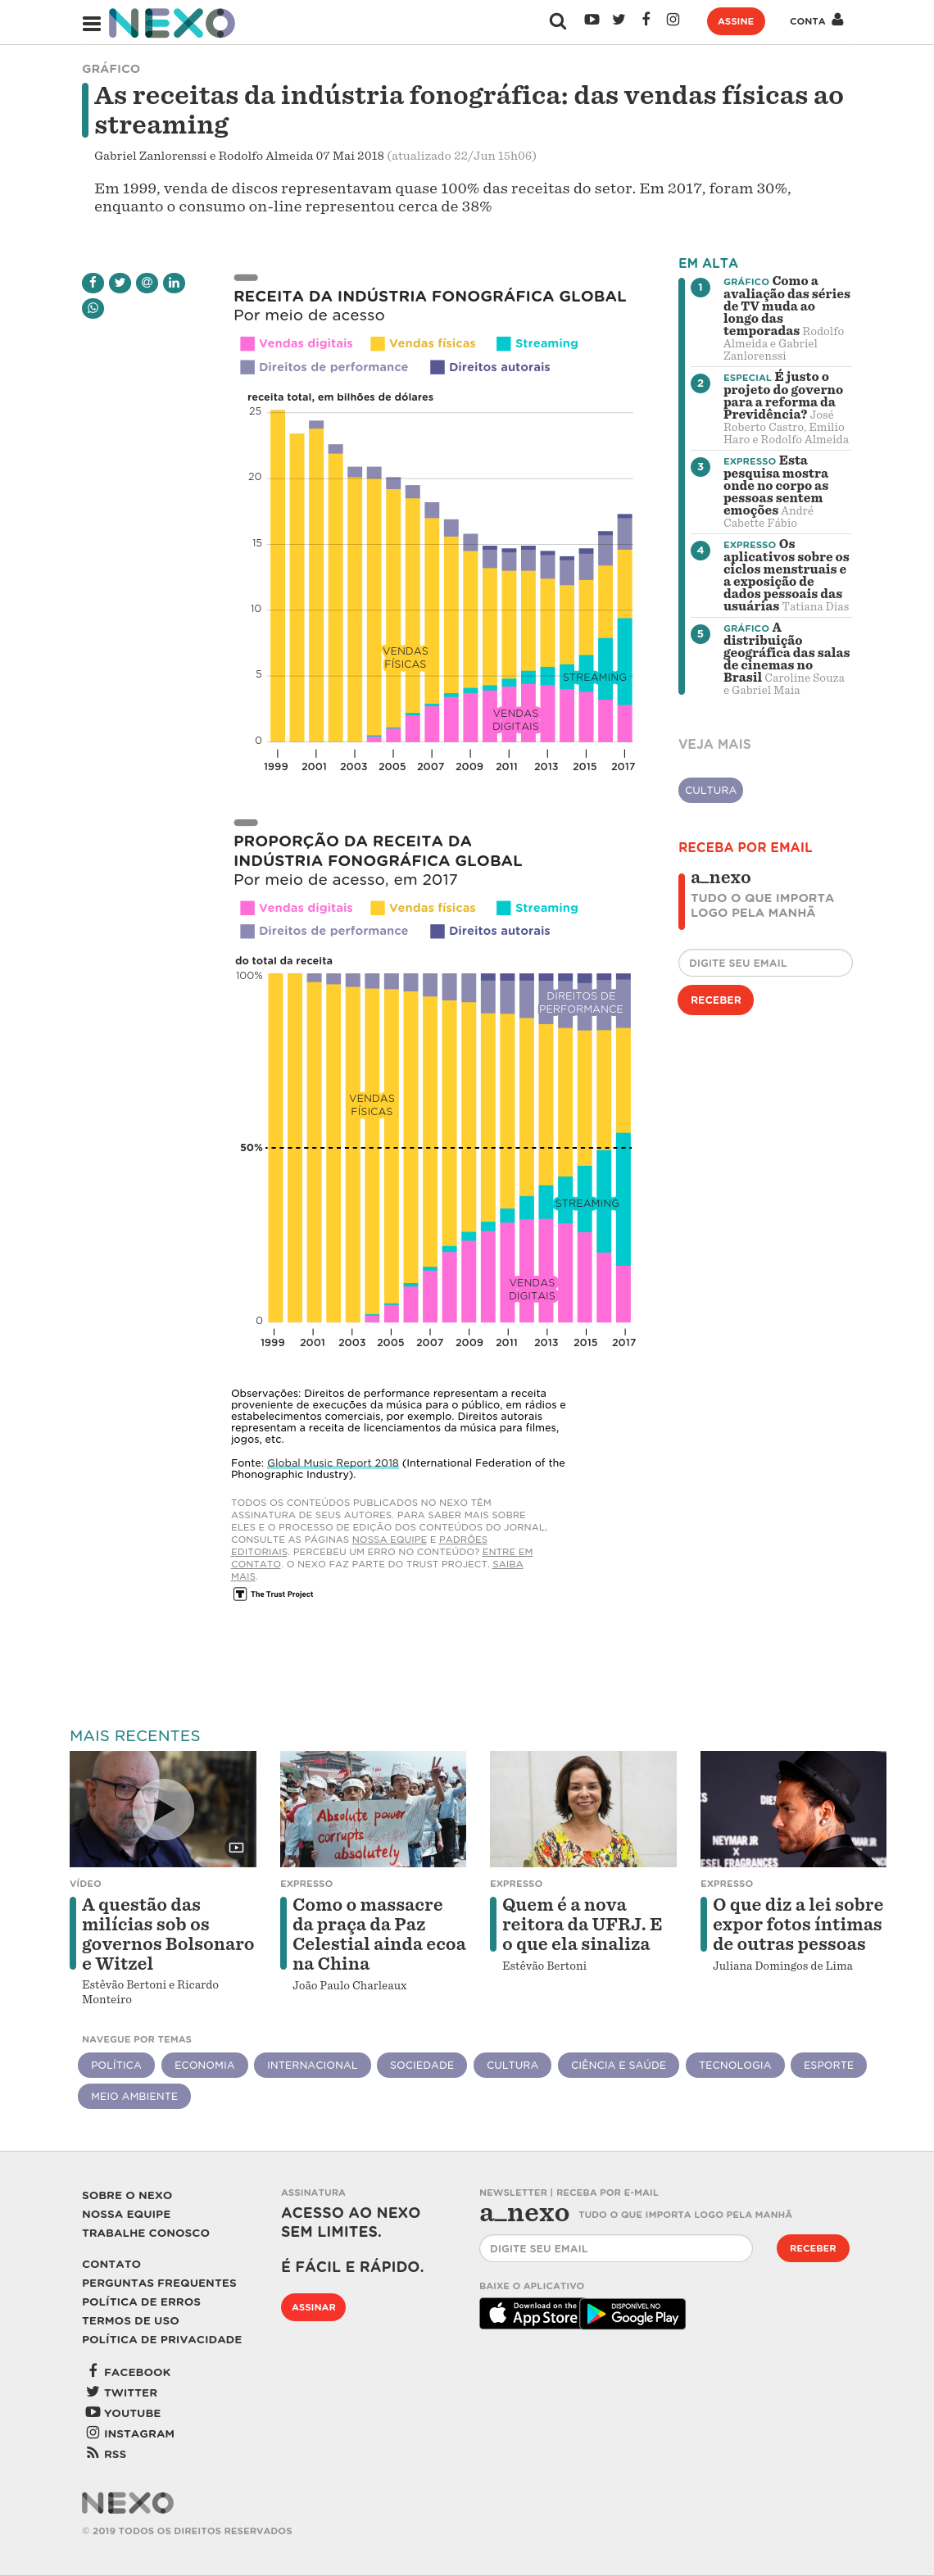 NEXO
ASSINE
CONTA
GRÁFICO
As receitas da indústria fonográfica: das vendas físicas ao
streaming
Gabriel Zanlorenssi e Rodolfo Almeida 07 Mai 2018 (atualizado 22/Jun 15h06)
Em 1999, venda de discos representavam quase 100% das receitas do setor. Em 2017, foram 30%,
enquanto o consumo on-line representou cerca de 38%
RECEITA DA INDÚSTRIA FONOGRÁFICA GLOBAL
Por meio de acesso
Vendas digitais Vendas físicas Streaming
Direitos de performance Direitos autorais
receita total, em bilhões de dólares
25
20
15
10
5
0
VENDAS
FÍSICAS
STREAMING
VENDAS
DIGITAIS
1999 2001 2003 2005 2007 2009 2011 2013 2015 2017
PROPORÇÃO DA RECEITA DA
INDÚSTRIA FONOGRÁFICA GLOBAL
Por meio de acesso, em 2017
Vendas digitais Vendas físicas Streaming
Direitos de performance Direitos autorais
do total da receita
100%
DIREITOS DE
PERFORMANCE
VENDAS
FÍSICAS
50%
STREAMING
VENDAS
DIGITAIS
0
1999 2001 2003 2005 2007 2009 2011 2013 2015 2017
Observações: Direitos de performance representam a receita
proveniente de execuções da música para o público, em rádios e
estabelecimentos comerciais, por exemplo. Direitos autorais
representam a receita de licenciamentos da música para filmes,
jogos, etc.
Fonte: Global Music Report 2018 (International Federation of the
Phonographic Industry).
TODOS OS CONTEÚDOS PUBLICADOS NO NEXO TÊM
ASSINATURA DE SEUS AUTORES. PARA SABER MAIS SOBRE
ELES E O PROCESSO DE EDIÇÃO DOS CONTEÚDOS DO JORNAL,
CONSULTE AS PÁGINAS NOSSA EQUIPE E PADRÕES
EDITORIAIS. PERCEBEU UM ERRO NO CONTEÚDO? ENTRE EM
CONTATO. O NEXO FAZ PARTE DO TRUST PROJECT. SAIBA
MAIS.
T The Trust Project
EM ALTA
1 GRÁFICO Como a
avaliação das séries
de TV muda ao
longo das
temporadas Rodolfo
Almeida e Gabriel
Zanlorenssi
2 ESPECIAL É justo o
projeto do governo
para a reforma da
Previdência? José
Roberto Castro, Emilio
Haro e Rodolfo Almeida
3 EXPRESSO Esta
pesquisa mostra
onde no corpo as
pessoas sentem
emoções André
Cabette Fábio
4 EXPRESSO Os
aplicativos sobre os
ciclos menstruais e
a exposição de
dados pessoais das
usuárias Tatiana Dias
5 GRÁFICO A
distribuição
geográfica das salas
de cinemas no
Brasil Caroline Souza
e Gabriel Maia
VEJA MAIS
CULTURA
RECEBA POR EMAIL
a_nexo
TUDO O QUE IMPORTA
LOGO PELA MANHÃ
DIGITE SEU EMAIL
RECEBER
MAIS RECENTES
Absolute power
corrupts
absolutely
DIESEL
NEYMAR JR
X
DIESEL FRAGRANCES
VÍDEO
A questão das
milícias sob os
governos Bolsonaro
e Witzel
Estêvão Bertoni e Ricardo
Monteiro
EXPRESSO
Como o massacre
da praça da Paz
Celestial ainda ecoa
na China
João Paulo Charleaux
EXPRESSO
Quem é a nova
reitora da UFRJ. E
o que ela sinaliza
Estêvão Bertoni
EXPRESSO
O que diz a lei sobre
expor fotos íntimas
de outras pessoas
Juliana Domingos de Lima
NAVEGUE POR TEMAS
POLÍTICA ECONOMIA INTERNACIONAL SOCIEDADE CULTURA CIÊNCIA E SAÚDE TECNOLOGIA ESPORTE
MEIO AMBIENTE
SOBRE O NEXO
NOSSA EQUIPE
TRABALHE CONOSCO
CONTATO
PERGUNTAS FREQUENTES
POLÍTICA DE ERROS
TERMOS DE USO
POLÍTICA DE PRIVACIDADE
FACEBOOK
TWITTER
YOUTUBE
INSTAGRAM
RSS
ASSINATURA
ACESSO AO NEXO
SEM LIMITES.
É FÁCIL E RÁPIDO.
ASSINAR
NEWSLETTER | RECEBA POR E-MAIL
a_nexo TUDO O QUE IMPORTA LOGO PELA MANHÃ
DIGITE SEU EMAIL
RECEBER
BAIXE O APLICATIVO
Download on the
App Store
DISPONÍVEL NO
Google Play
NEXO
© 2019 TODOS OS DIREITOS RESERVADOS